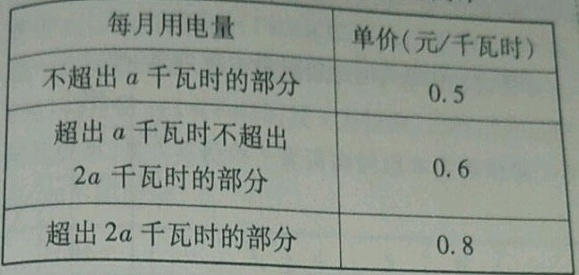 每月用电量 单价(元/千瓦时)
不超出 a 千瓦时的部分 0.5
超出 a 千瓦时不超出
2a 千瓦时的部分 0.6
超出 2a 千瓦时的部分 0.8